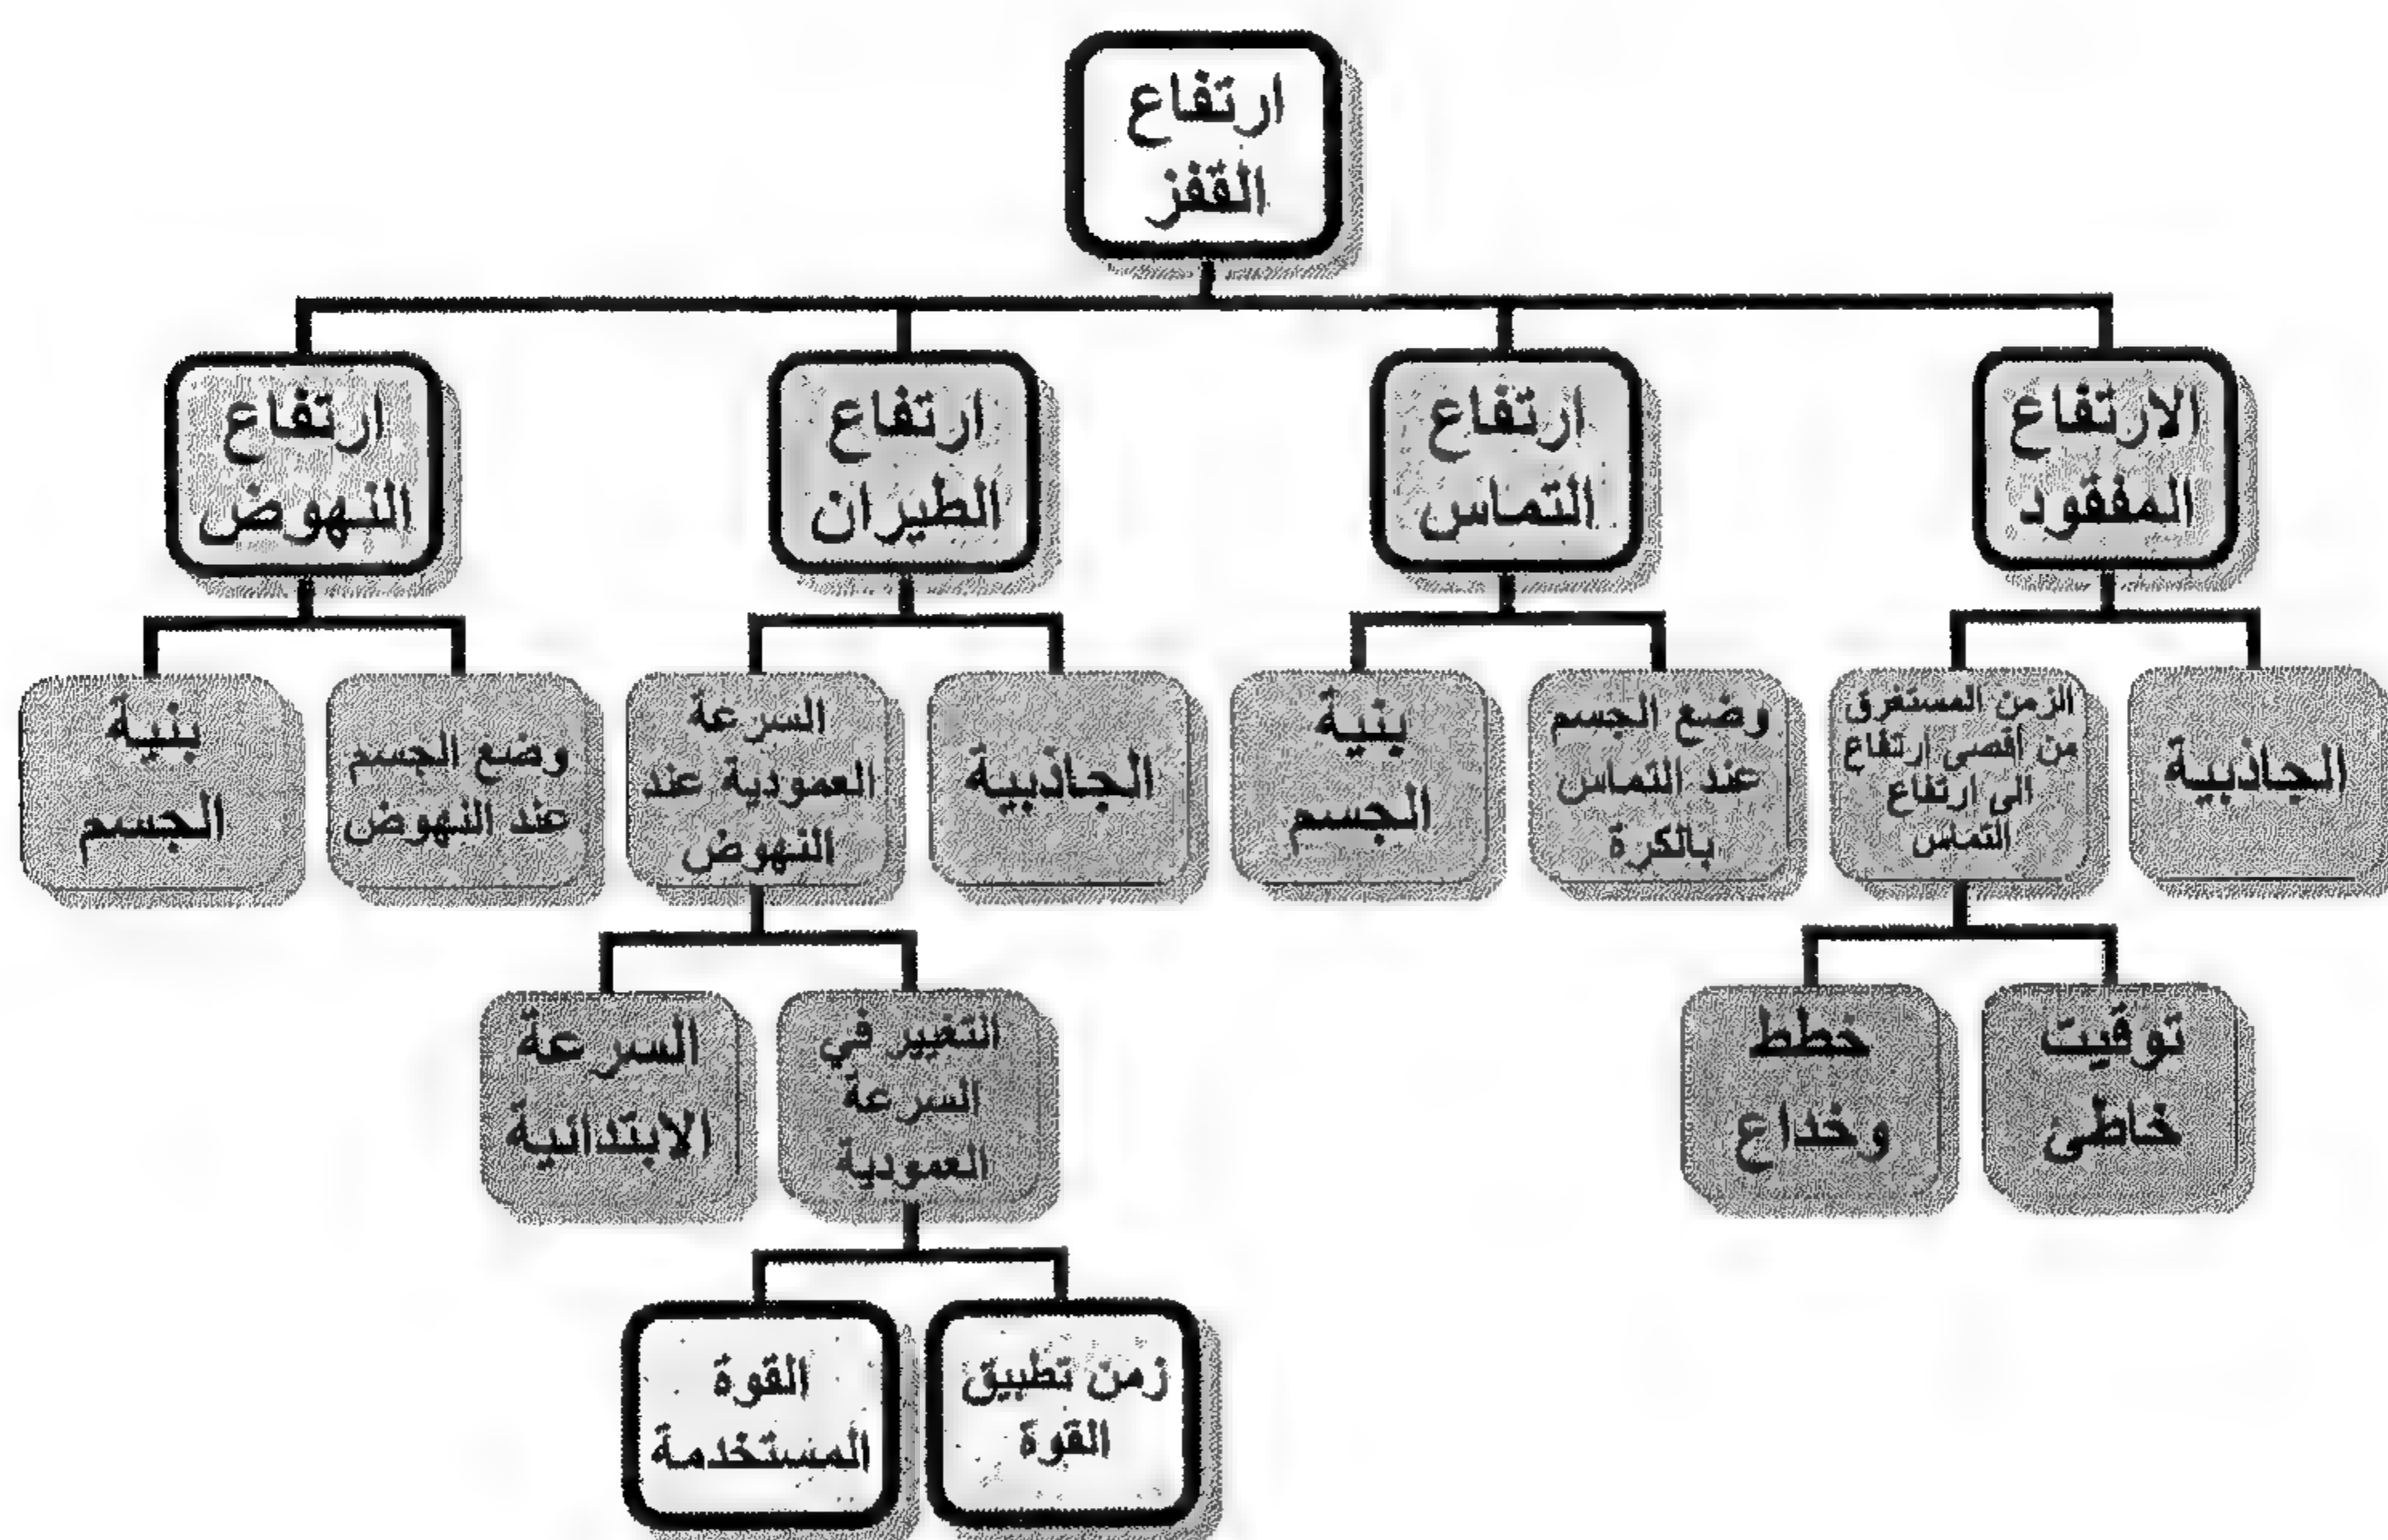 ارتفاع
القفز
الارتفاع
المفقود
ارتفاع
التماس
ارتفاع
الطيران
ارتفاع
النهوض
الجاذبية
الزمن المستغرق
من أقصى ارتفاع
الى ارتفاع
التماس
وضع الجسم
عند التماس
بالكرة
بنية
الجسم
الجاذبية
السرعة
العمودية عند
النهوض
وضع الجسم
عند النهوض
بنية
الجسم
توقيت
خاطئ
خطط
وخداع
التغيير في
السرعة
العمودية
السرعة
الابتدائية
زمن تطبيق
القوة
القوة
المستخدمة